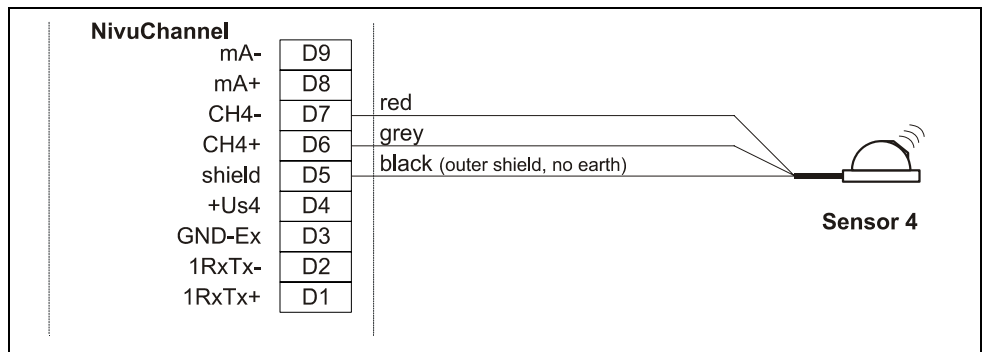 NivuChannel
mA- D9
mA+ D8
CH4- D7 red
CH4+ D6 grey
shield D5 black (outer shield, no earth)
+Us4 D4
GND-Ex D3
1RxTx- D2
1RxTx+ D1
Sensor 4